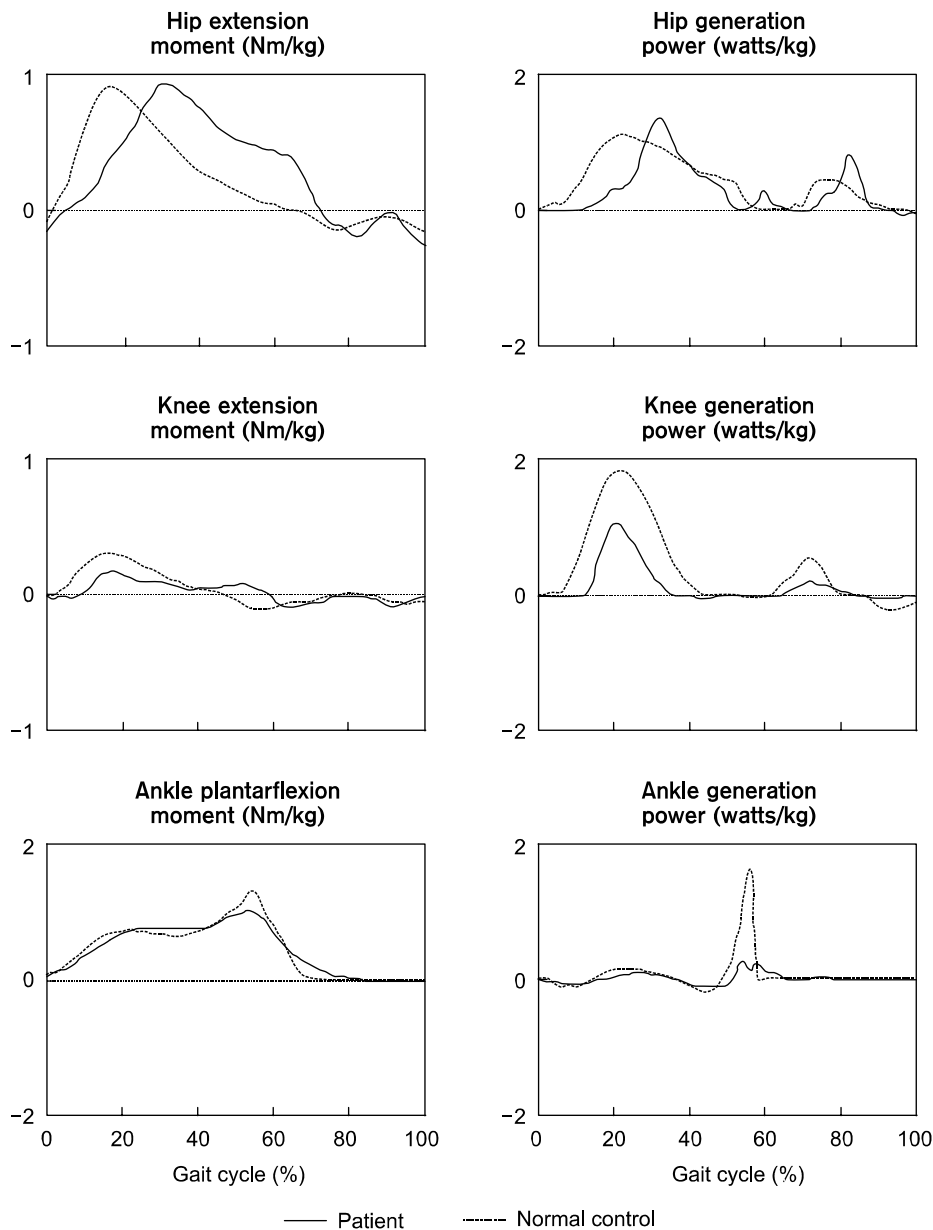 Hip extension
moment (Nm/kg)
1
0
−1
Hip generation
power (watts/kg)
2
0
−2
Knee extension
moment (Nm/kg)
1
0
−1
Knee generation
power (watts/kg)
2
0
−2
Ankle plantarflexion
moment (Nm/kg)
2
0
−2
0 20 40 60 80 100
Gait cycle (%)
Ankle generation
power (watts/kg)
2
0
−2
0 20 40 60 80 100
Gait cycle (%)
Patient Normal control